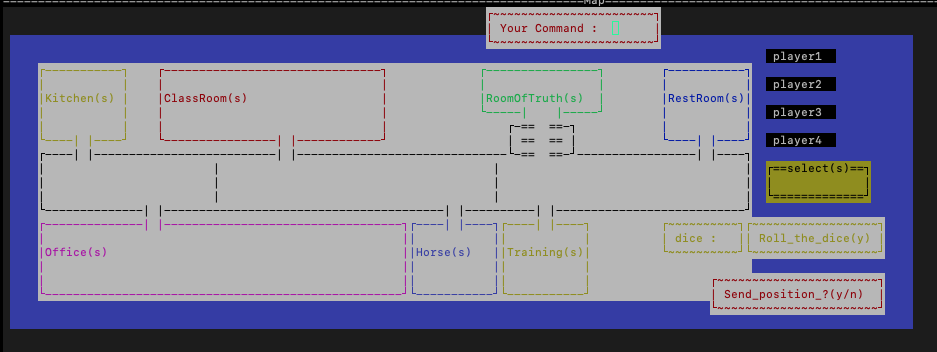 Map
Your Command :
player1
player2
Kitchen(s) ClassRoom(s) RoomOfTruth(s) RestRoom(s)
player3
== ==
== ==
player4
== ==
==select(s)==
dice : Roll_the_dice(y)
Office(s) Horse(s) Training(s)
Send_position_?(y/n)